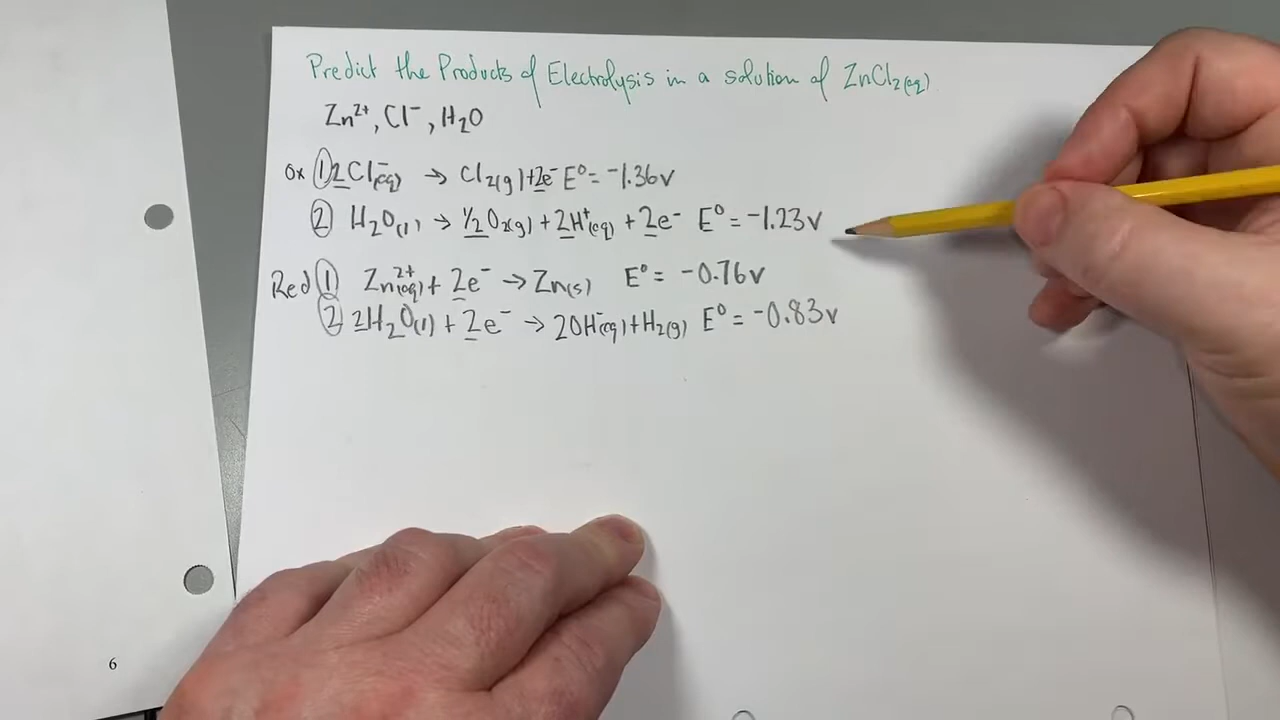 Predict the Products of Electrolysis in a solution of ZnCl₂(aq)
Zn²⁺, Cl⁻, H₂O
Ox ① 2Cl⁻(aq) → Cl₂(g) + 2e⁻ E° = -1.36v
② H₂O(l) → 1/2 O₂(g) + 2H⁺(aq) + 2e⁻ E° = -1.23v
Red ① Zn²⁺(aq) + 2e⁻ → Zn(s) E° = -0.76v
② 2H₂O(l) + 2e⁻ → 2OH⁻(aq) + H₂(g) E° = -0.83v
6